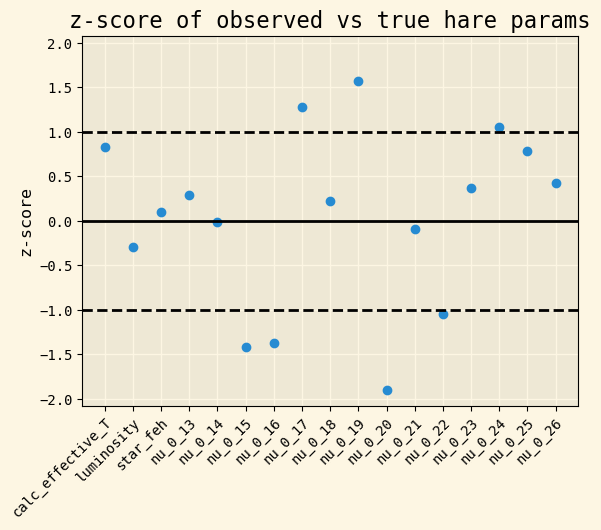 z-score of observed vs true hare params
2.0
1.5
1.0
0.5
0.0
−0.5
−1.0
−1.5
−2.0
z-score
calc_effective_T
luminosity
star_feh
nu_0_13
nu_0_14
nu_0_15
nu_0_16
nu_0_17
nu_0_18
nu_0_19
nu_0_20
nu_0_21
nu_0_22
nu_0_23
nu_0_24
nu_0_25
nu_0_26